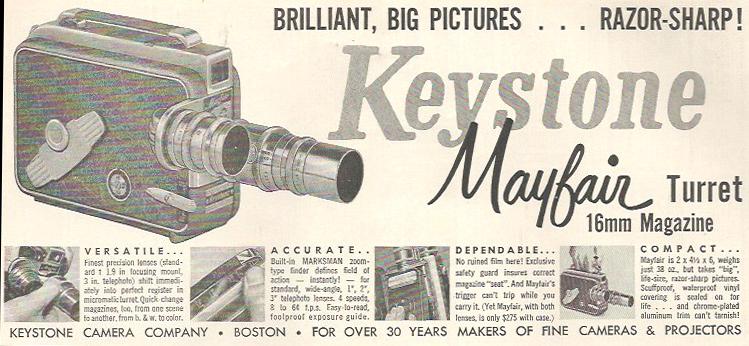 BRILLIANT, BIG PICTURES . . . RAZOR-SHARP!
Keystone
Mayfair Turret
16mm Magazine
VERSATILE...
Finest precision lenses (stand-
ard f 1.9 in focusing mount,
3 in. telephoto) shift immedi-
ately into perfect register in
micromatic turret. Quick-change
magazines, too, from one scene
to another, from b. & w. to color.
ACCURATE..
Built-in MARKSMAN zoom-
type finder defines field of
action — instantly! — for
standard, wide-angle, 1", 2",
3" telephoto lenses. 4 speeds,
8 to 64 f.p.s. Easy-to-read,
foolproof exposure guide.
DEPENDABLE...
No ruined film here! Exclusive
safety guard insures correct
magazine "seat". And Mayfair's
trigger can't trip while you
carry it. (Yet Mayfair, with both
lenses, is only $275 with case.)
COMPACT...
Mayfair is 2 x 4½ x 6, weighs
just 38 oz., but takes "big",
life-size, razor-sharp pictures.
Scuffproof, waterproof vinyl
covering is sealed on for
life . . . and chrome-plated
aluminum trim can't tarnish!
KEYSTONE CAMERA COMPANY • BOSTON • FOR OVER 30 YEARS MAKERS OF FINE CAMERAS & PROJECTORS